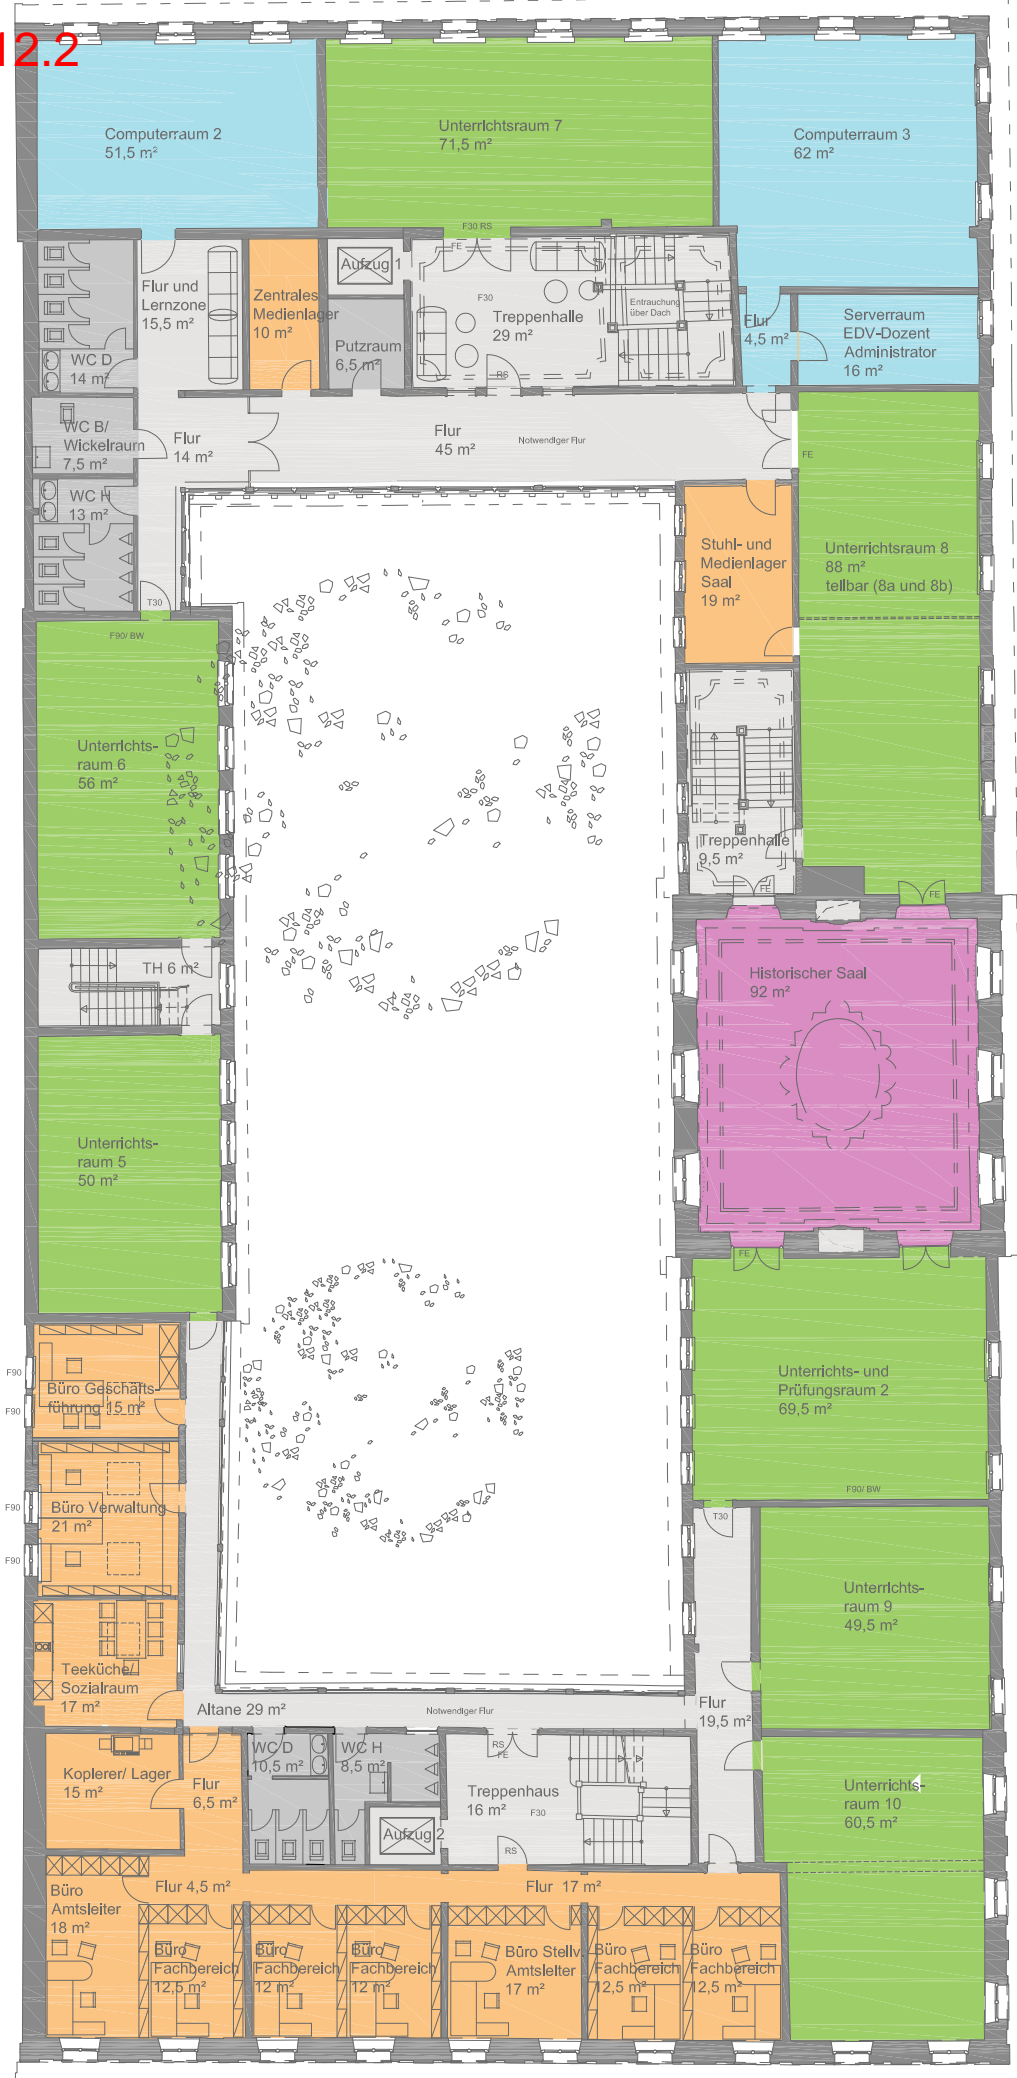 12.2
Computerraum 2
51,5 m²
Unterrichtsraum 7
71,5 m²
Computerraum 3
62 m²
F30 RS
FE
Aufzug 1
Flur und
Lernzone
15,5 m²
Zentrales
Medienlager
10 m²
F30
Treppenhalle
29 m²
Entrauchung
über Dach
Flur
4,5 m²
Serverraum
EDV-Dozent
Administrator
16 m²
Putzraum
6,5 m²
RS
WC D
14 m²
WC B/
Wickelraum
7,5 m²
Flur
14 m²
Flur
45 m²
Notwendiger Flur
FE
WC H
13 m²
Stuhl- und
Medienlager
Saal
19 m²
Unterrichtsraum 8
88 m²
teilbar (8a und 8b)
T30
F90/ BW
Unterrichts-
raum 6
56 m²
Treppenhalle
9,5 m²
FE
FE
TH 6 m²
Historischer Saal
92 m²
Unterrichts-
raum 5
50 m²
FE
F90
Büro Geschäfts-
führung 15 m²
F90
Unterrichts- und
Prüfungsraum 2
69,5 m²
F90/ BW
F90
Büro Verwaltung
21 m²
F90
T30
Unterrichts-
raum 9
49,5 m²
Teeküche/
Sozialraum
17 m²
Altane 29 m²
Notwendiger Flur
Flur
19,5 m²
WC D
10,5 m²
WC H
8,5 m²
RS
FE
Kopierer/ Lager
15 m²
Flur
6,5 m²
Treppenhaus
16 m²
F30
Unterrichts-
raum 10
60,5 m²
Aufzug 2
RS
Büro
Amtsleiter
18 m²
Flur 4,5 m²
Flur 17 m²
Büro
Fachbereich
12,5 m²
Büro
Fachbereich
12 m²
Büro
Fachbereich
12 m²
Büro Stellv.
Amtsleiter
17 m²
Büro
Fachbereich
12,5 m²
Büro
Fachbereich
12,5 m²